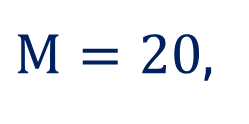 M = 20,